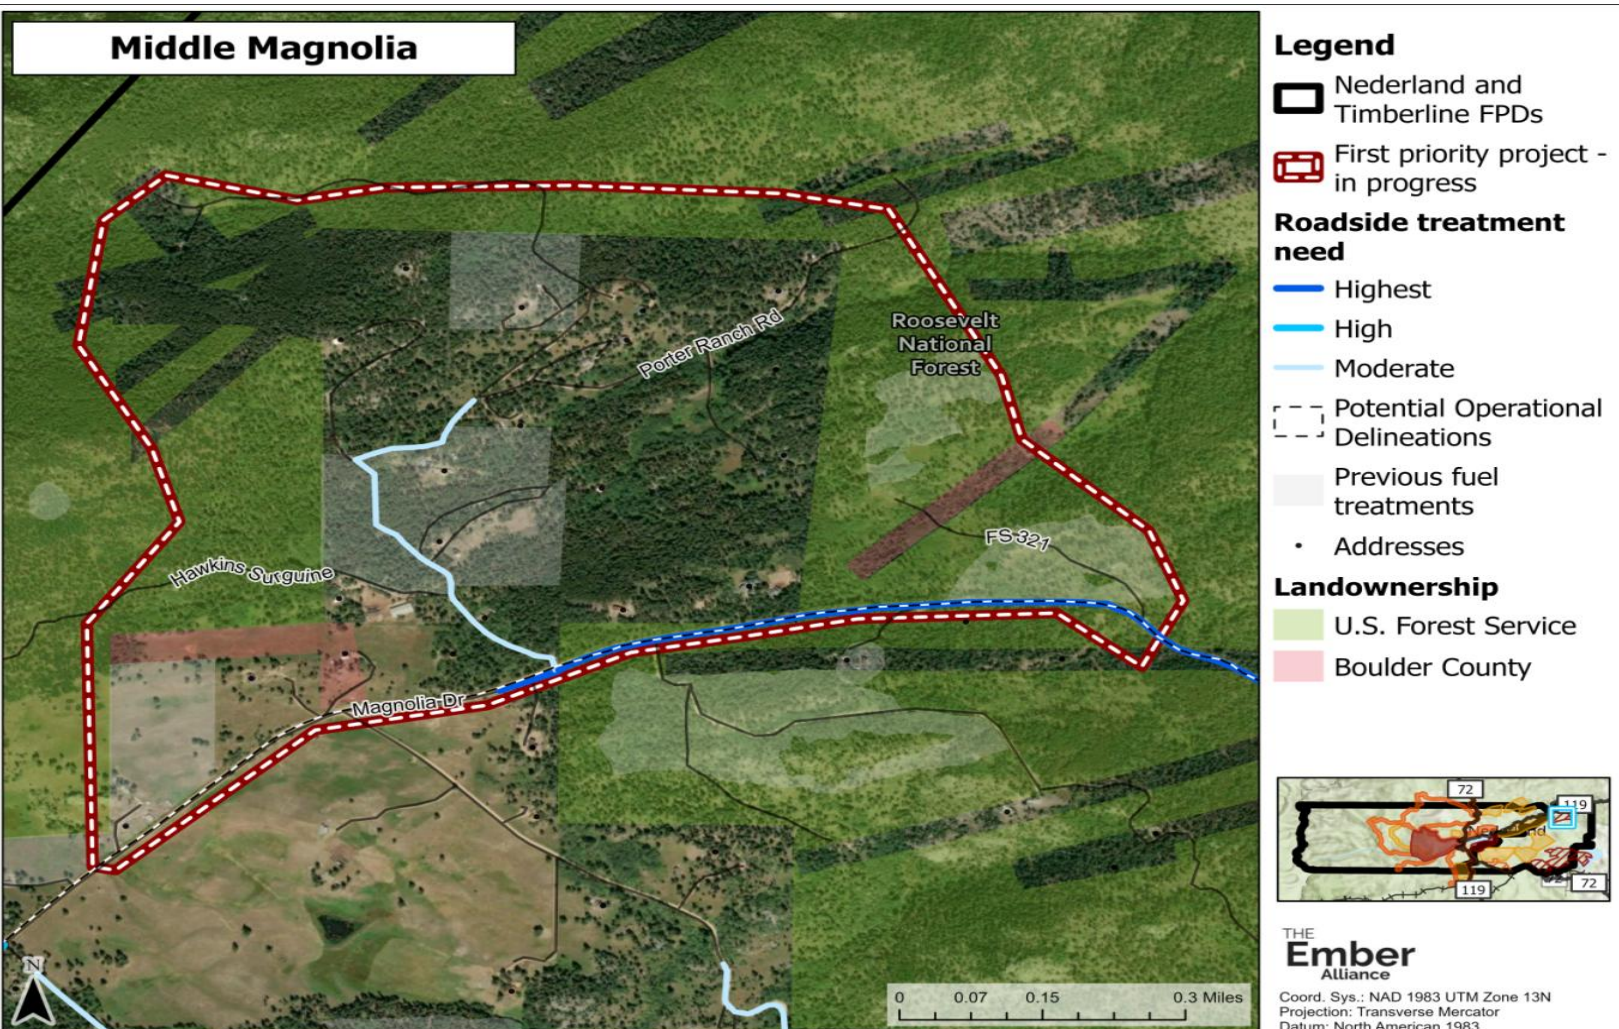 Middle Magnolia
Roosevelt
National
Forest
Porter Ranch Rd
FS 321
Hawkins Surguine
Magnolia Dr
N
0 0.07 0.15 0.3 Miles
Legend
Nederland and
Timberline FPDs
First priority project -
in progress
Roadside treatment
need
Highest
High
Moderate
Potential Operational
Delineations
Previous fuel
treatments
Addresses
Landownership
U.S. Forest Service
Boulder County
72
119
119
72
THE
Ember
Alliance
Coord. Sys.: NAD 1983 UTM Zone 13N
Projection: Transverse Mercator
Datum: North American 1983